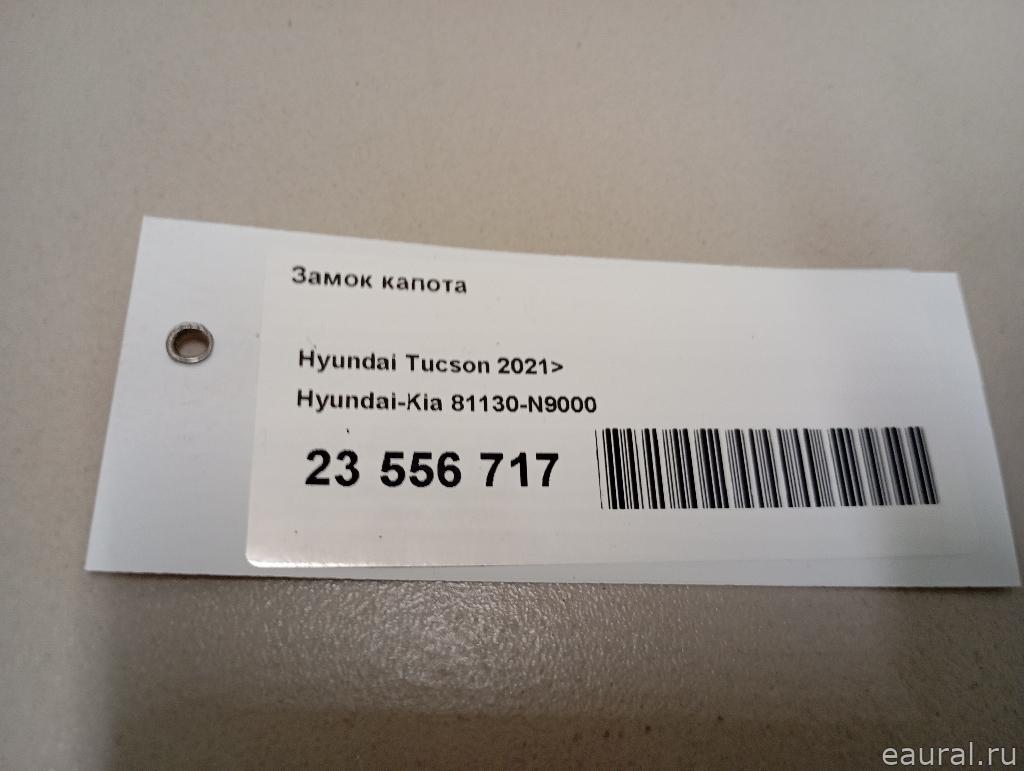 Замок капота
Hyundai Tucson 2021>
Hyundai-Kia 81130-N9000
23 556 717
eaural.ru